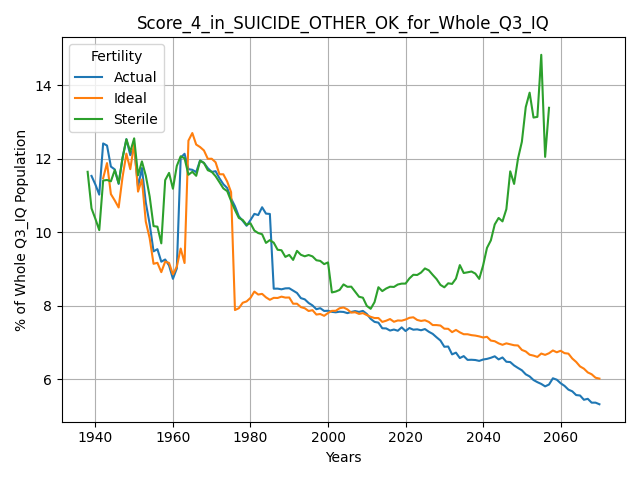 Score_4_in_SUICIDE_OTHER_OK_for_Whole_Q3_IQ
Fertility
Actual
Ideal
Sterile
% of Whole Q3_IQ Population
14
12
10
8
6
1940
1960
1980
2000
2020
2040
2060
Years